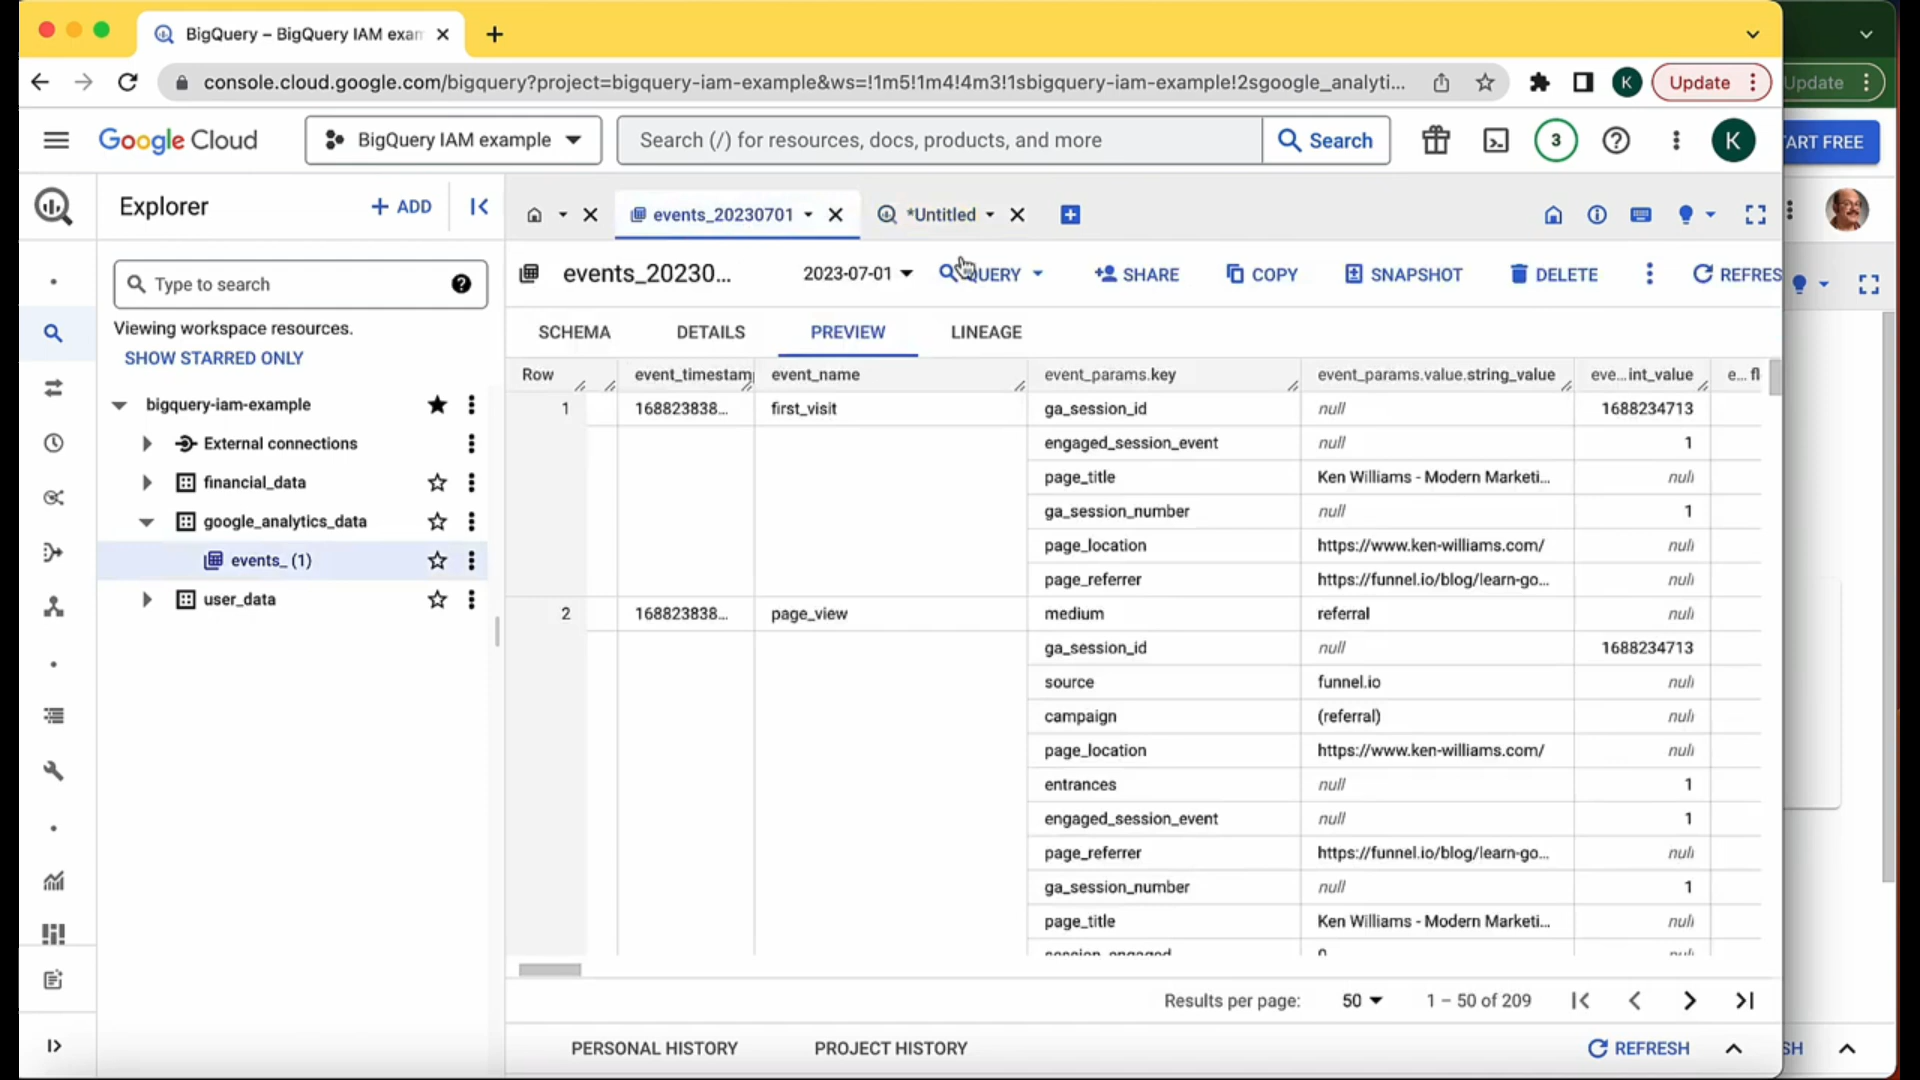 BigQuery – BigQuery IAM exam
console.cloud.google.com/bigquery?project=bigquery-iam-example&ws=!1m5!1m4!4m3!1sbigquery-iam-example!2sgoogle_analyti...
K
Update
Update
Google Cloud
BigQuery IAM example
Search (/) for resources, docs, products, and more
Search
3
K
ART FREE
Explorer
+ ADD
events_20230701
*Untitled
Type to search
events_20230...
2023-07-01
QUERY
SHARE
COPY
SNAPSHOT
DELETE
REFRES
Viewing workspace resources.
SHOW STARRED ONLY
SCHEMA
DETAILS
PREVIEW
LINEAGE
bigquery-iam-example
External connections
financial_data
google_analytics_data
events_ (1)
user_data
Row event_timestam event_name event_params.key event_params.value.string_value eve...int_value e... fl
1 168823838... first_visit ga_session_id null 1688234713
engaged_session_event null 1
page_title Ken Williams - Modern Marketi... null
ga_session_number null 1
page_location https://www.ken-williams.com/ null
page_referrer https://funnel.io/blog/learn-go... null
2 168823838... page_view medium referral null
ga_session_id null 1688234713
source funnel.io null
campaign (referral) null
page_location https://www.ken-williams.com/ null
entrances null 1
engaged_session_event null 1
page_referrer https://funnel.io/blog/learn-go... null
ga_session_number null 1
page_title Ken Williams - Modern Marketi... null
session_engaged 0 null
Results per page: 50 1 – 50 of 209
PERSONAL HISTORY
PROJECT HISTORY
REFRESH
SH